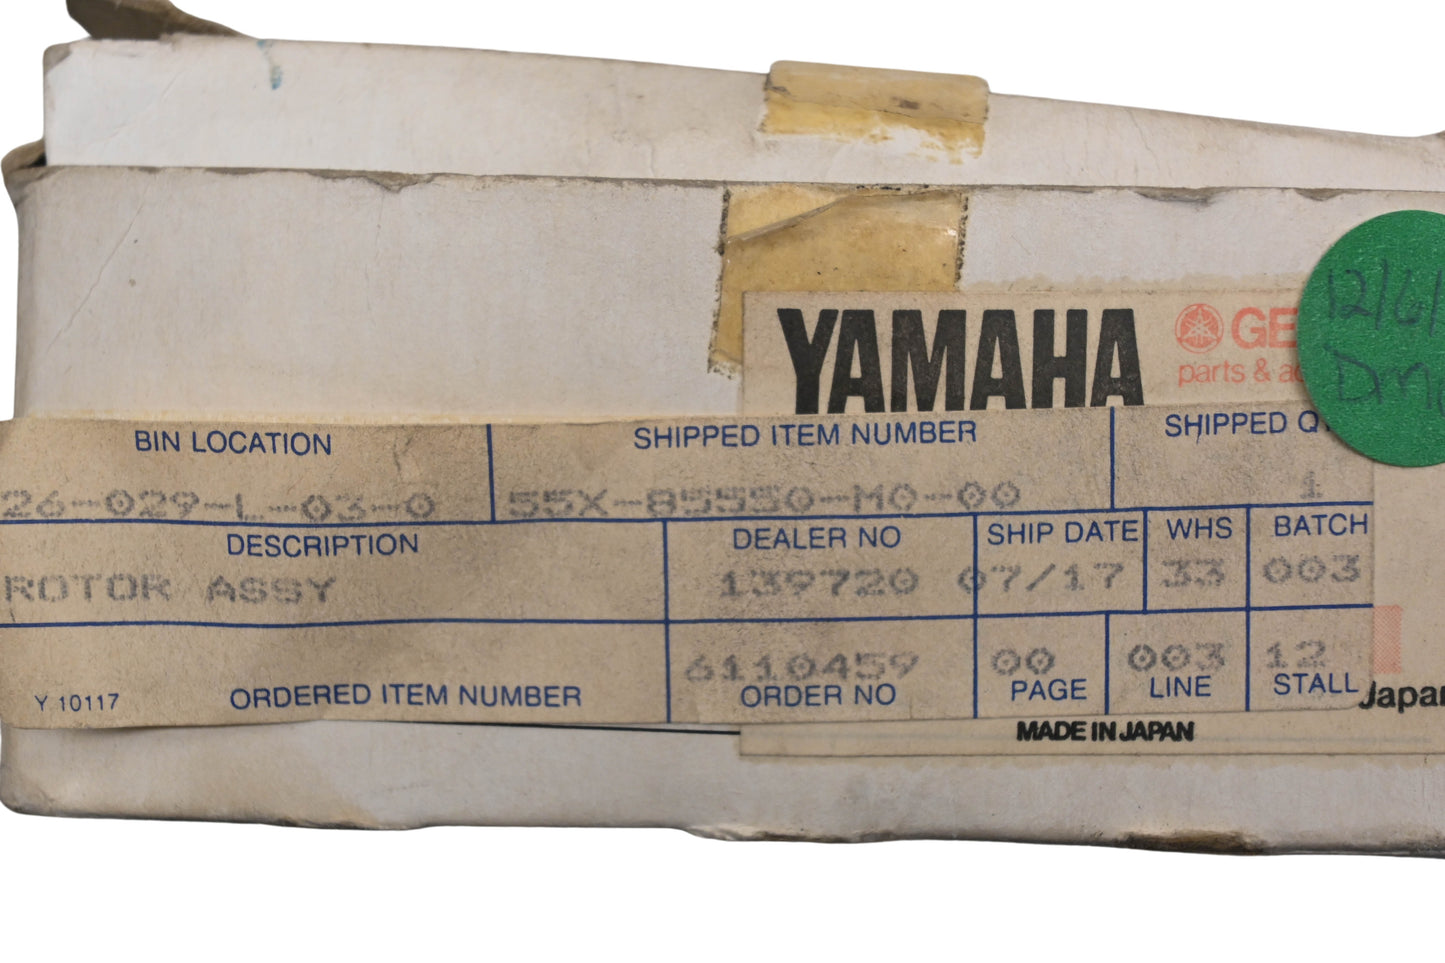 YAMAHA GE
parts & a
12/6/
BIN LOCATION SHIPPED ITEM NUMBER SHIPPED Q
26-029-L-03-0 55X-85550-M0-00 1
DESCRIPTION DEALER NO SHIP DATE WHS BATCH
ROTOR ASSY 139720 07/17 33 003
6110459 00 003 12
Y 10117 ORDERED ITEM NUMBER ORDER NO PAGE LINE STALL
Japan
MADE IN JAPAN